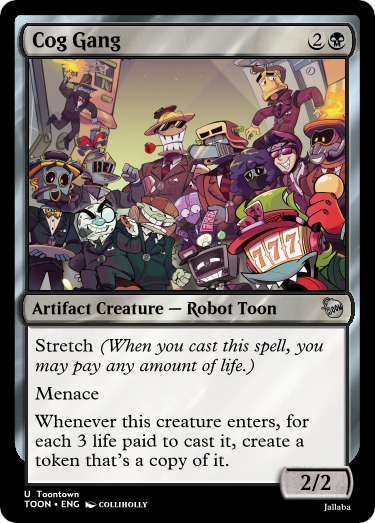 Cog Gang
2
777
Artifact Creature — Robot Toon
Stretch (When you cast this spell, you
may pay any amount of life.)
Menace
Whenever this creature enters, for
each 3 life paid to cast it, create a
token that's a copy of it.
2/2
U Toontown
TOON • ENG COLLIHOLLY
Jallaba